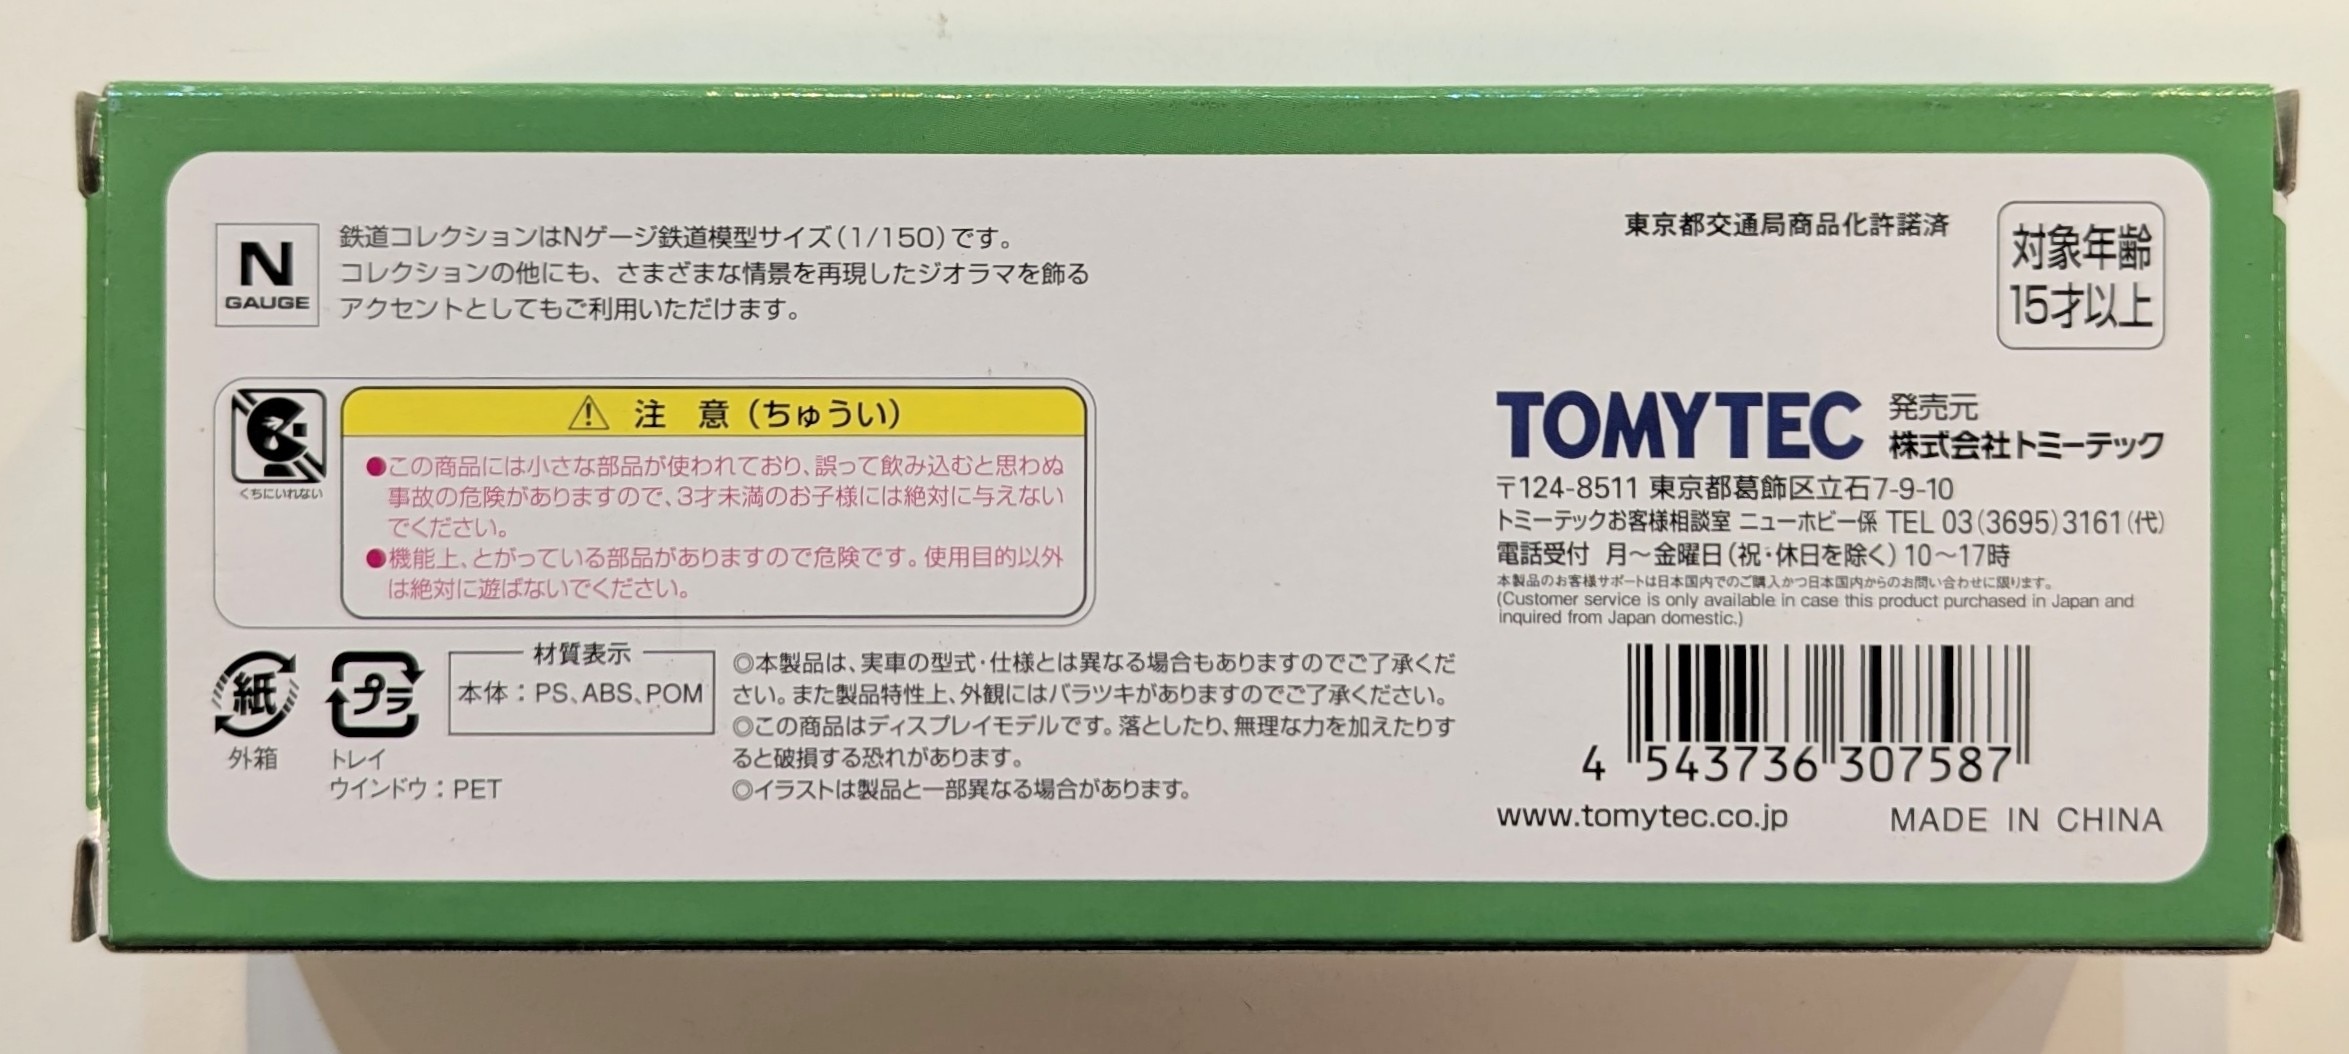 N
GAUGE
鉄道コレクションはNゲージ鉄道模型サイズ(1/150)です。
コレクションの他にも、さまざまな情景を再現したジオラマを飾る
アクセントとしてもご利用いただけます。
東京都交通局商品化許諾済
対象年齢
15才以上
くちにいれない
注 意(ちゅうい)
●この商品には小さな部品が使われており、誤って飲み込むと思わぬ
事故の危険がありますので、3才未満のお子様には絶対に与えない
でください。
●機能上、とがっている部品がありますので危険です。使用目的以外
は絶対に遊ばないでください。
TOMYTEC
発売元
株式会社トミーテック
〒124-8511 東京都葛飾区立石7-9-10
トミーテックお客様相談室 ニューホビー係 TEL 03(3695)3161(代)
電話受付 月〜金曜日(祝・休日を除く)10〜17時
本製品のお客様サポートは日本国内でのご購入かつ日本国内からのお問い合わせに限ります。
(Customer service is only available in case this product purchased in Japan and
inquired from Japan domestic.)
紙
外箱
プラ
トレイ
ウインドウ:PET
材質表示
本体:PS、ABS、POM
◎本製品は、実車の型式・仕様とは異なる場合もありますのでご了承くだ
さい。また製品特性上、外観にはバラツキがありますのでご了承ください。
◎この商品はディスプレイモデルです。落としたり、無理な力を加えたりす
ると破損する恐れがあります。
◎イラストは製品と一部異なる場合があります。
4 543736 307587
www.tomytec.co.jp
MADE IN CHINA